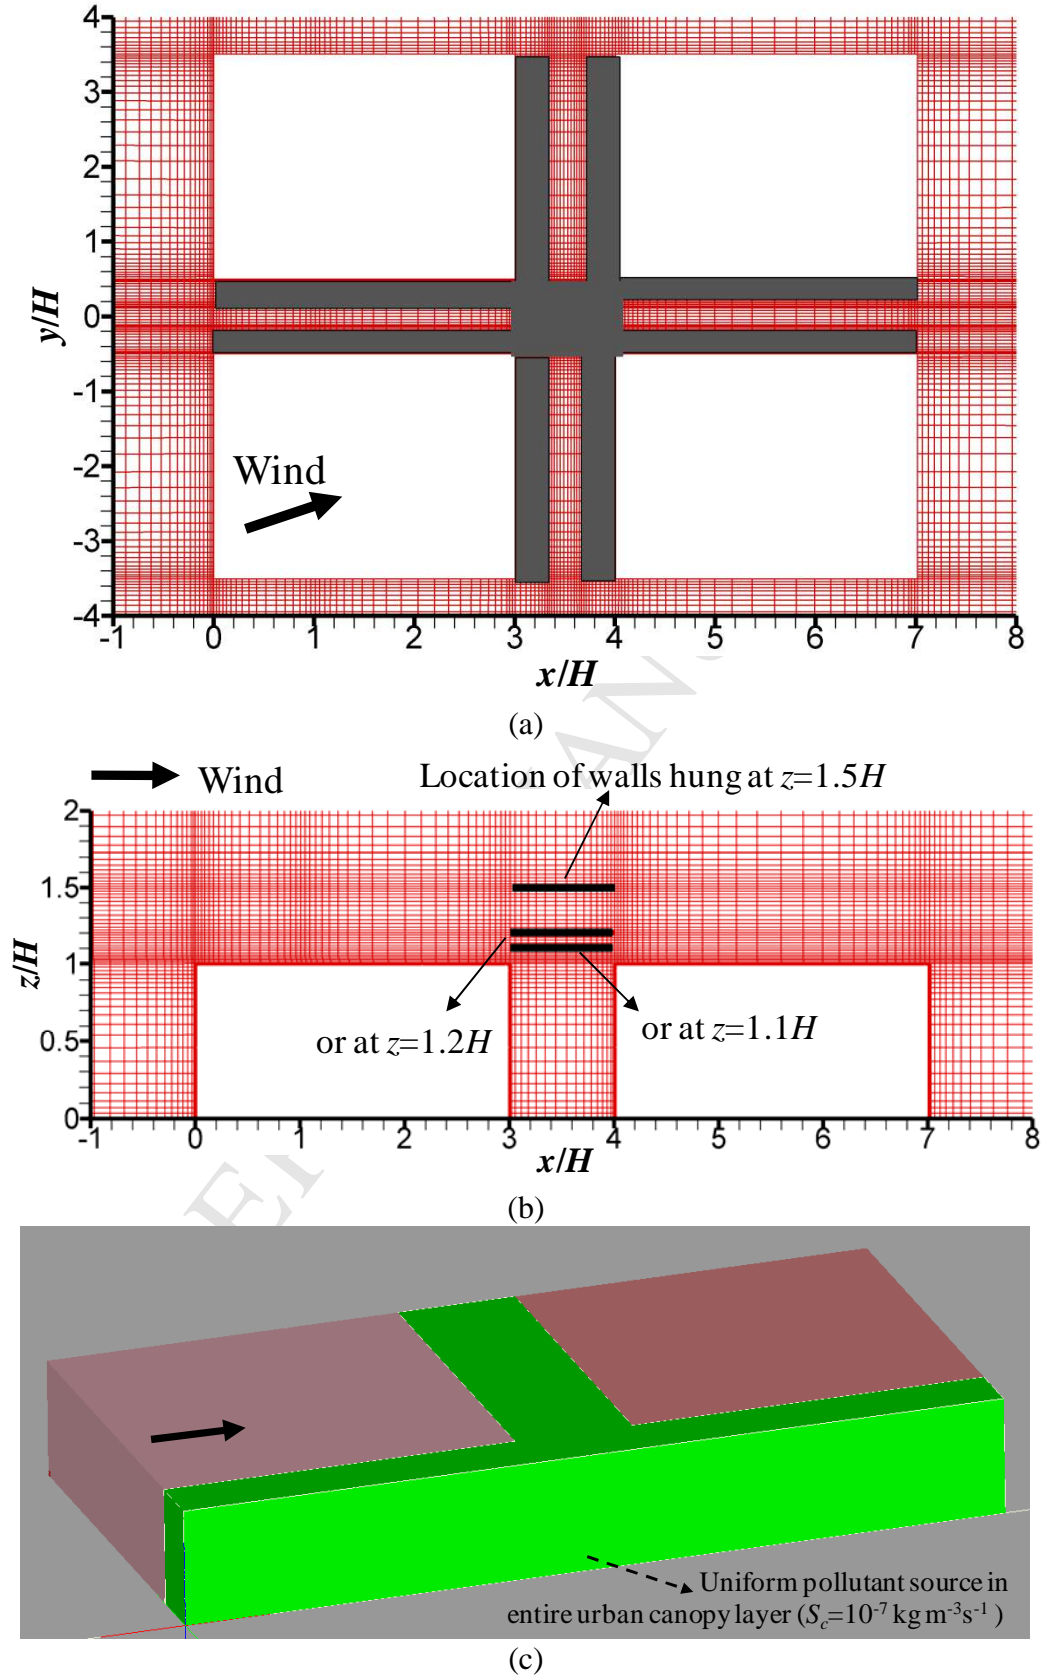 4
3
2
1
0
-1
-2
-3
-4
y/H
Wind
-1 0 1 2 3 4 5 6 7 8
x/H
(a)
Wind
Location of walls hung at z=1.5H
2
1.5
1
0.5
0
z/H
or at z=1.2H
or at z=1.1H
-1 0 1 2 3 4 5 6 7 8
x/H
(b)
Uniform pollutant source in
entire urban canopy layer (Sc=10⁻⁷ kg m⁻³s⁻¹ )
(c)